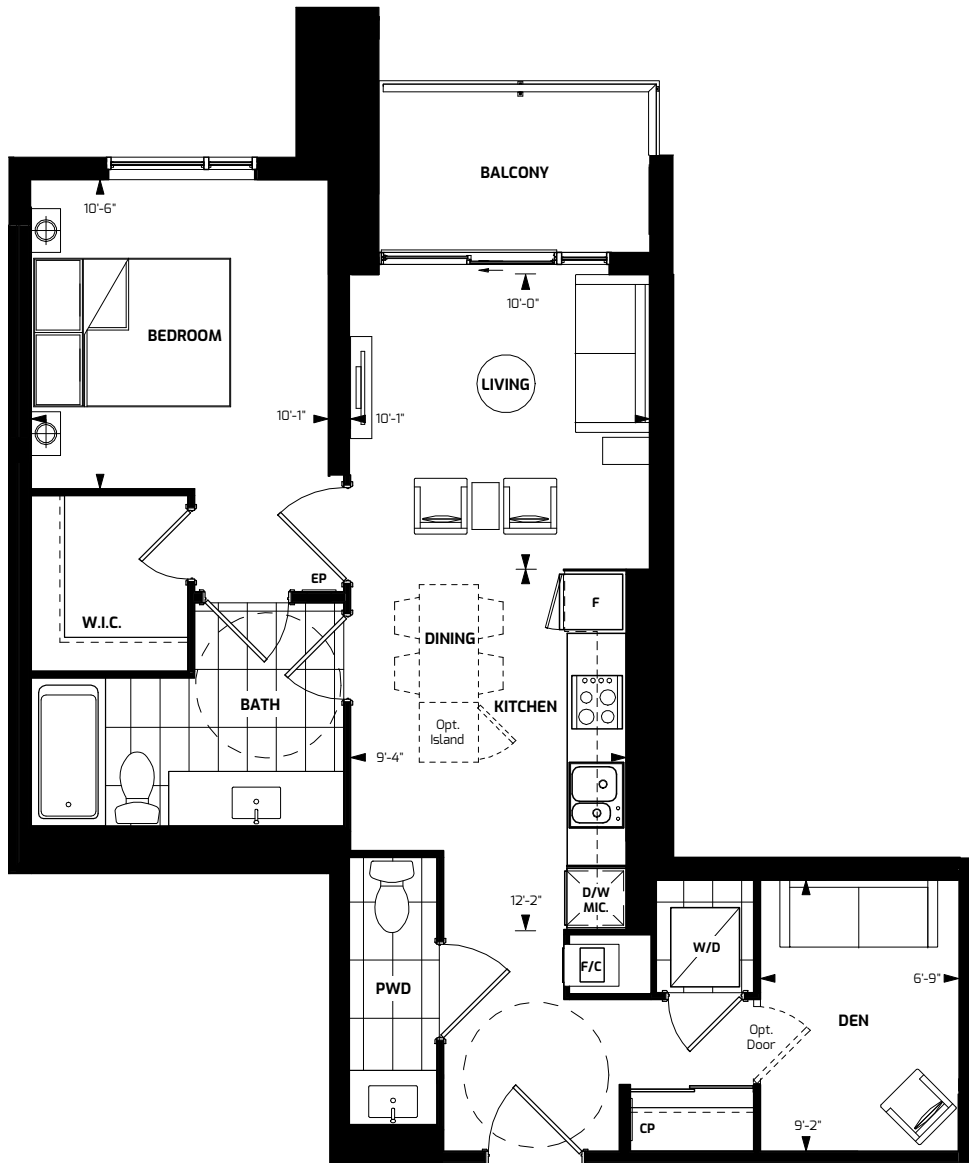 BALCONY
10'-6"
10'-0"
BEDROOM
LIVING
10'-1"
10'-1"
EP
F
W.I.C.
DINING
BATH
KITCHEN
Opt.
Island
9'-4"
D/W
MIC.
12'-2"
W/D
F/C
PWD
6'-9"
DEN
Opt.
Door
CP
9'-2"